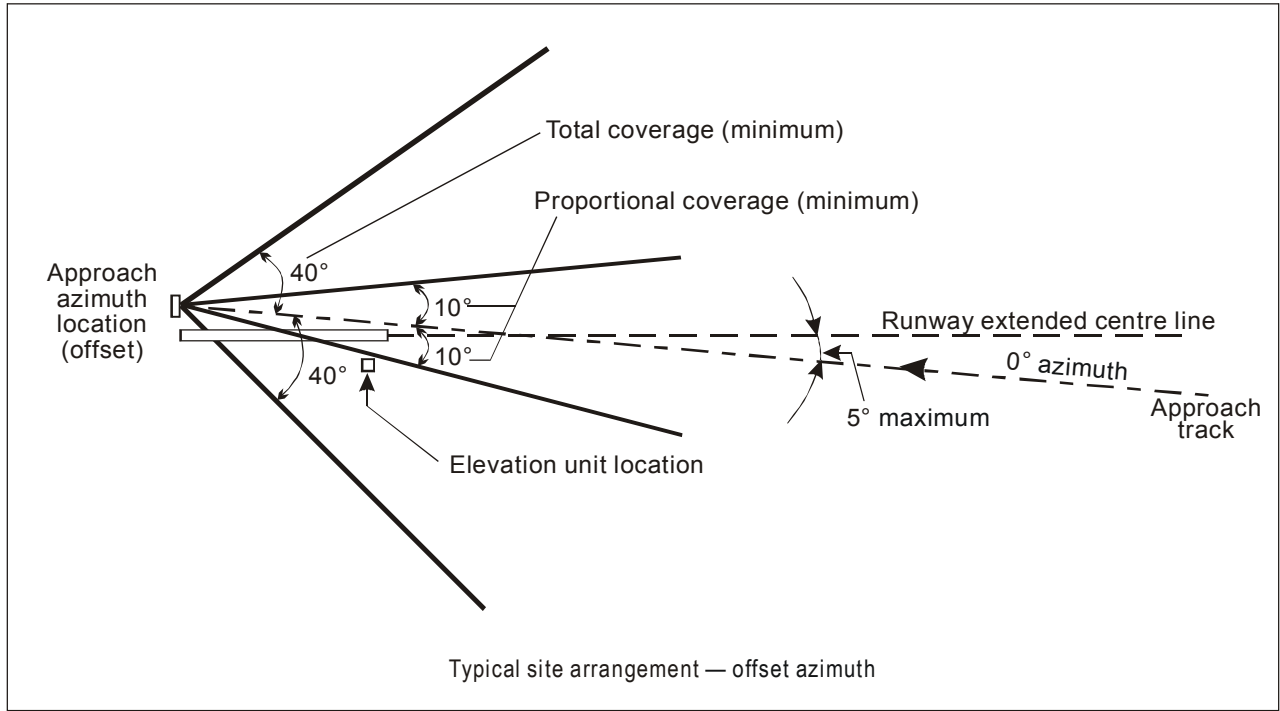 Total coverage (minimum)
Proportional coverage (minimum)
Approach
azimuth
location
(offset)
40°
10°
10°
40°
Runway extended centre line
0° azimuth
5° maximum
Approach
track
Elevation unit location
Typical site arrangement — offset azimuth